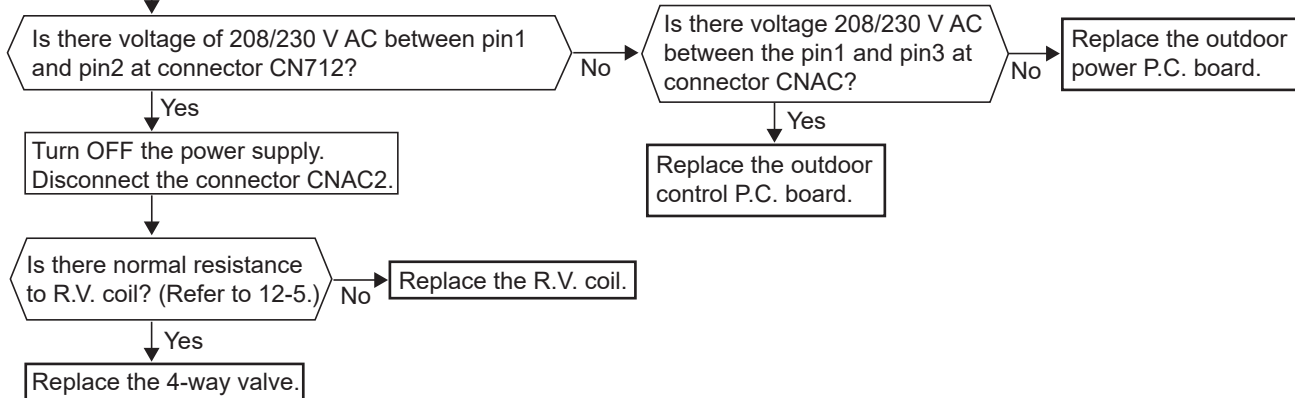 Is there voltage of 208/230 V AC between pin1
and pin2 at connector CN712?
No
Is there voltage 208/230 V AC
between the pin1 and pin3 at
connector CNAC?
No
Replace the outdoor
power P.C. board.
Yes
Turn OFF the power supply.
Disconnect the connector CNAC2.
Yes
Replace the outdoor
control P.C. board.
Is there normal resistance
to R.V. coil? (Refer to 12-5.)
No
Replace the R.V. coil.
Yes
Replace the 4-way valve.